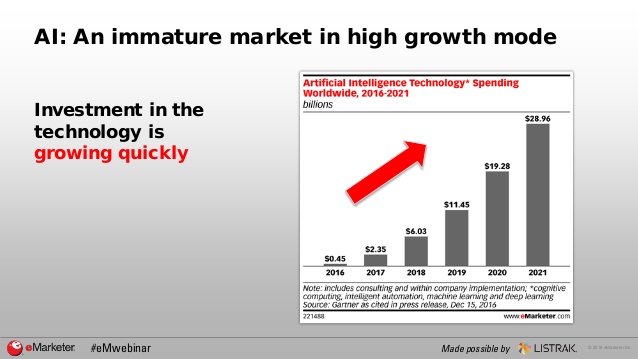 AI: An immature market in high growth mode
Investment in the
technology is
growing quickly
Artificial Intelligence Technology* Spending
Worldwide, 2016-2021
billions
$28.96
$19.28
$11.45
$6.03
$2.35
$0.45
2016 2017 2018 2019 2020 2021
Note: includes consulting and within company implementation; *cognitive
computing, intelligent automation, machine learning and deep learning
Source: Gartner as cited in press release, Dec 15, 2016
221488 www.eMarketer.com
eMarketer. #eMwebinar Made possible by LISTRAK.